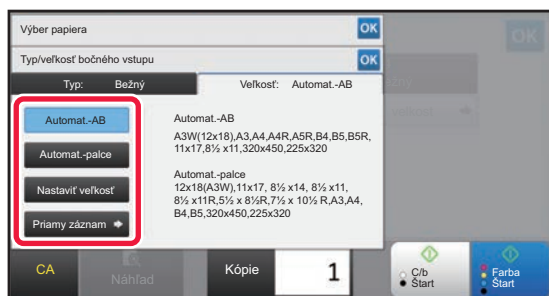 Výber papiera
OK
Typ/veľkosť bočného vstupu
OK
Typ: Bežný
Veľkosť: Automat.-AB
Automat.-AB
Automat.-palce
Nastaviť veľkosť
Priamy záznam
Automat.-AB
A3W(12x18),A3,A4,A4R,A5R,B4,B5,B5R,
11x17,8½ x11,320x450,225x320
Automat.-palce
12x18(A3W),11x17, 8½ x14, 8½ x11,
8½ x11R,5½ x 8½R,7½ x 10½ R,A3,A4,
B4,B5,320x450,225x320
OK
CA
Náhľad
Kópie
1
C/b
Štart
Farba
Štart